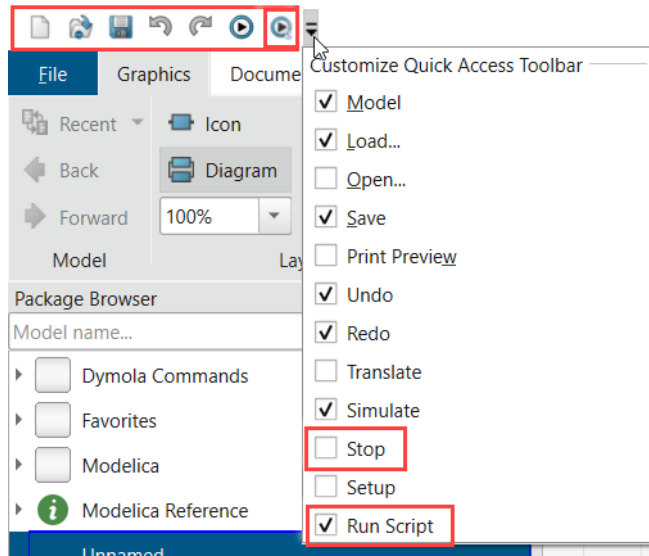 Customize Quick Access Toolbar
File Graphics Docume
Model
Recent Icon
Load...
Back Diagram
Open...
Forward 100%
Save
Model Lay
Print Preview
Package Browser
Undo
Model name...
Redo
Dymola Commands
Translate
Favorites
Simulate
Modelica
Stop
Setup
Modelica Reference
Run Script
Unnamed